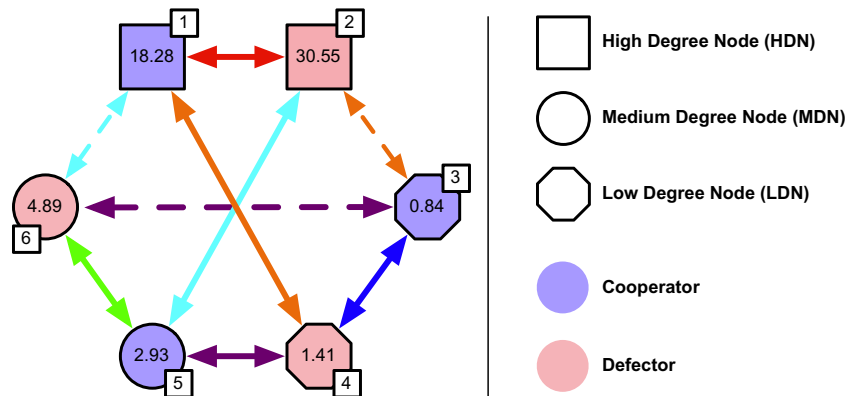 1
2
18.28
30.55
3
4.89
0.84
6
2.93
1.41
5
4
High Degree Node (HDN)
Medium Degree Node (MDN)
Low Degree Node (LDN)
Cooperator
Defector